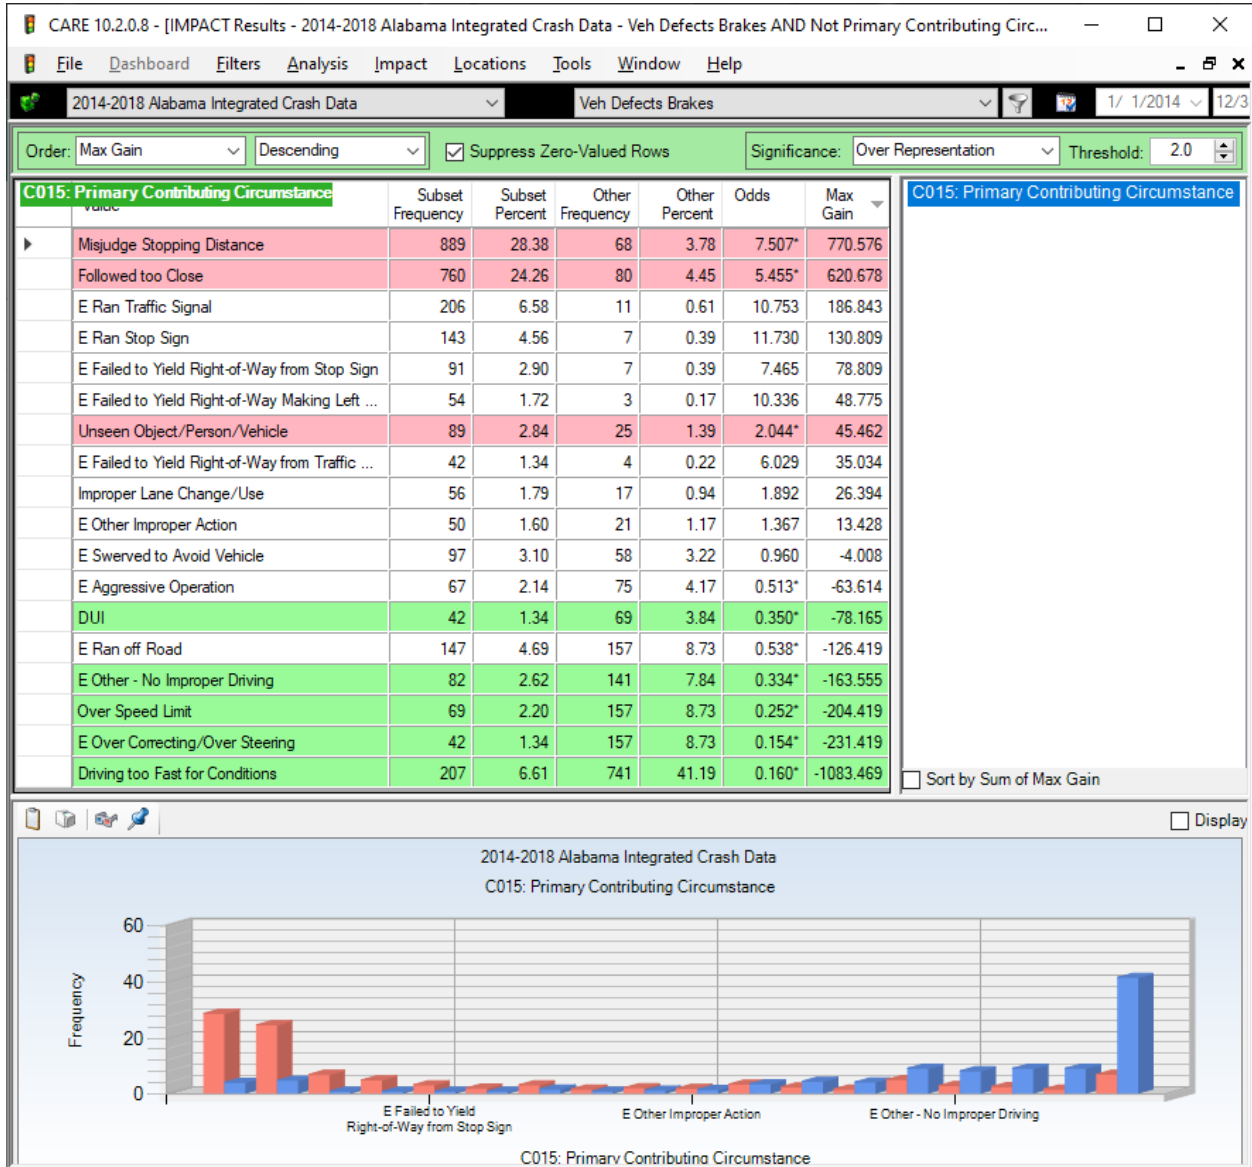 CARE 10.2.0.8 - [IMPACT Results - 2014-2018 Alabama Integrated Crash Data - Veh Defects Brakes AND Not Primary Contributing Circ...
File Dashboard Filters Analysis Impact Locations Tools Window Help
2014-2018 Alabama Integrated Crash Data Veh Defects Brakes 1/ 1/2014 12/3
Order: Max Gain Descending Suppress Zero-Valued Rows Significance: Over Representation Threshold: 2.0
C015: Primary Contributing Circumstance Subset Frequency Subset Percent Other Frequency Other Percent Odds Max Gain
Misjudge Stopping Distance 889 28.38 68 3.78 7.507* 770.576
Followed too Close 760 24.26 80 4.45 5.455* 620.678
E Ran Traffic Signal 206 6.58 11 0.61 10.753 186.843
E Ran Stop Sign 143 4.56 7 0.39 11.730 130.809
E Failed to Yield Right-of-Way from Stop Sign 91 2.90 7 0.39 7.465 78.809
E Failed to Yield Right-of-Way Making Left ... 54 1.72 3 0.17 10.336 48.775
Unseen Object/Person/Vehicle 89 2.84 25 1.39 2.044* 45.462
E Failed to Yield Right-of-Way from Traffic ... 42 1.34 4 0.22 6.029 35.034
Improper Lane Change/Use 56 1.79 17 0.94 1.892 26.394
E Other Improper Action 50 1.60 21 1.17 1.367 13.428
E Swerved to Avoid Vehicle 97 3.10 58 3.22 0.960 -4.008
E Aggressive Operation 67 2.14 75 4.17 0.513* -63.614
DUI 42 1.34 69 3.84 0.350* -78.165
E Ran off Road 147 4.69 157 8.73 0.538* -126.419
E Other - No Improper Driving 82 2.62 141 7.84 0.334* -163.555
Over Speed Limit 69 2.20 157 8.73 0.252* -204.419
E Over Correcting/Over Steering 42 1.34 157 8.73 0.154* -231.419
Driving too Fast for Conditions 207 6.61 741 41.19 0.160* -1083.469
C015: Primary Contributing Circumstance
Sort by Sum of Max Gain
Display
2014-2018 Alabama Integrated Crash Data
C015: Primary Contributing Circumstance
Frequency
60
40
20
0
E Failed to Yield
Right-of-Way from Stop Sign
E Other Improper Action
E Other - No Improper Driving
C015: Primary Contributing Circumstance